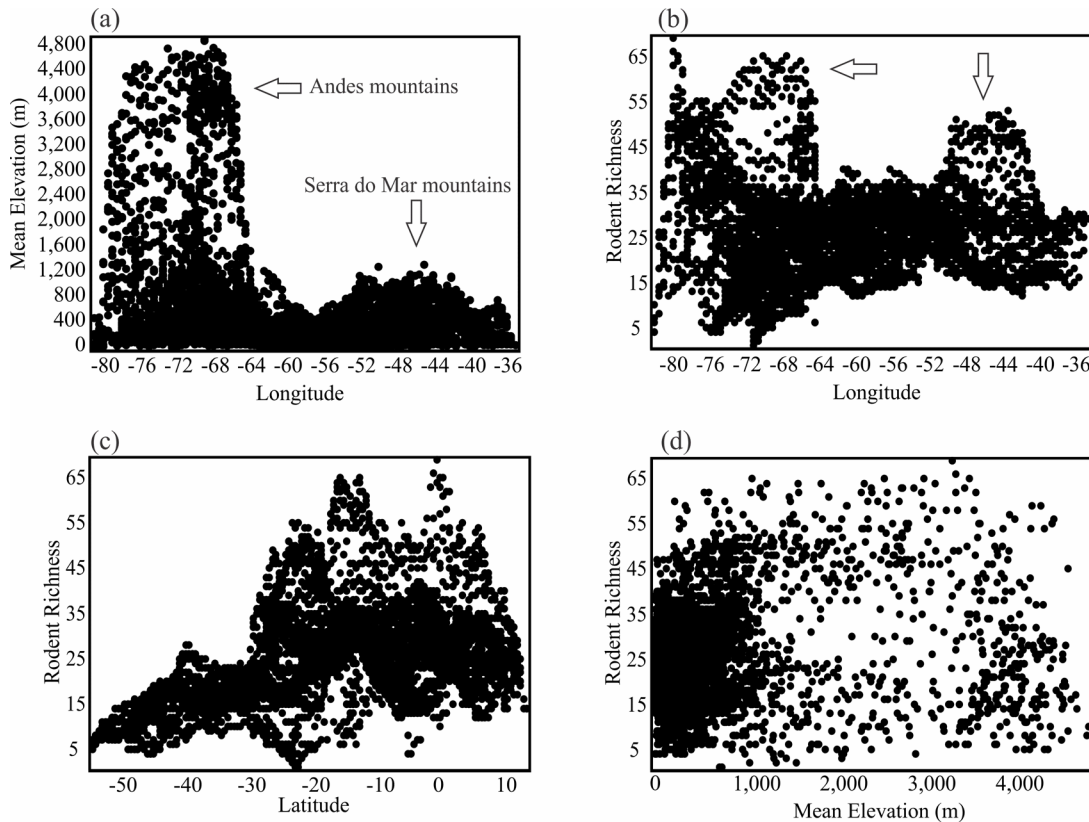 (a)
Mean Elevation (m)
4,800
4,400
4,000
3,600
3,200
2,800
2,400
2,000
1,600
1,200
800
400
0
Andes mountains
Serra do Mar mountains
-80 -76 -72 -68 -64 -60 -56 -52 -48 -44 -40 -36
Longitude
(b)
Rodent Richness
65
55
45
35
25
15
5
-80 -76 -72 -68 -64 -60 -56 -52 -48 -44 -40 -36
Longitude
(c)
Rodent Richness
65
55
45
35
25
15
5
-50 -40 -30 -20 -10 0 10
Latitude
(d)
Rodent Richness
65
55
45
35
25
15
5
0 1,000 2,000 3,000 4,000
Mean Elevation (m)